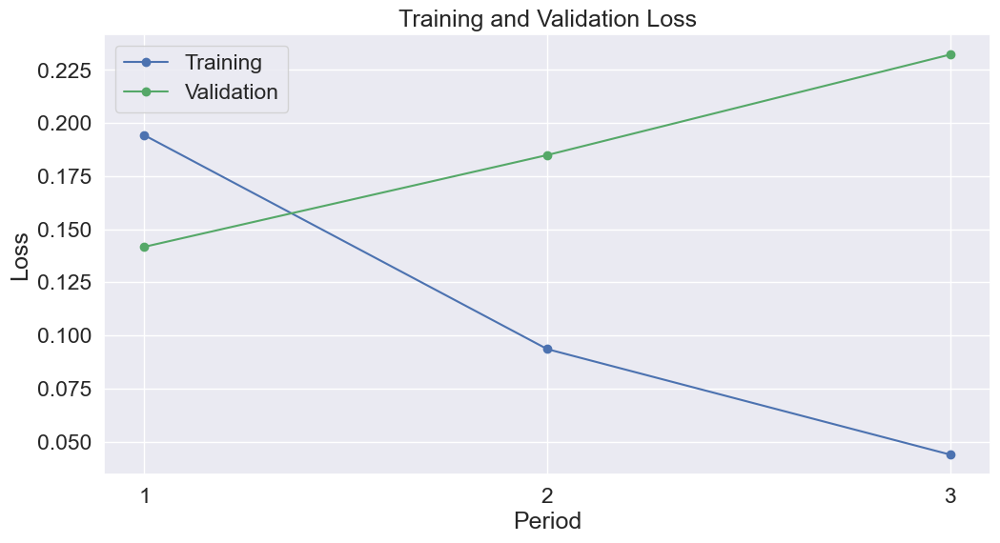 Training and Validation Loss
Training
Validation
0.225
0.200
0.175
0.150
0.125
0.100
0.075
0.050
Loss
1
2
3
Period